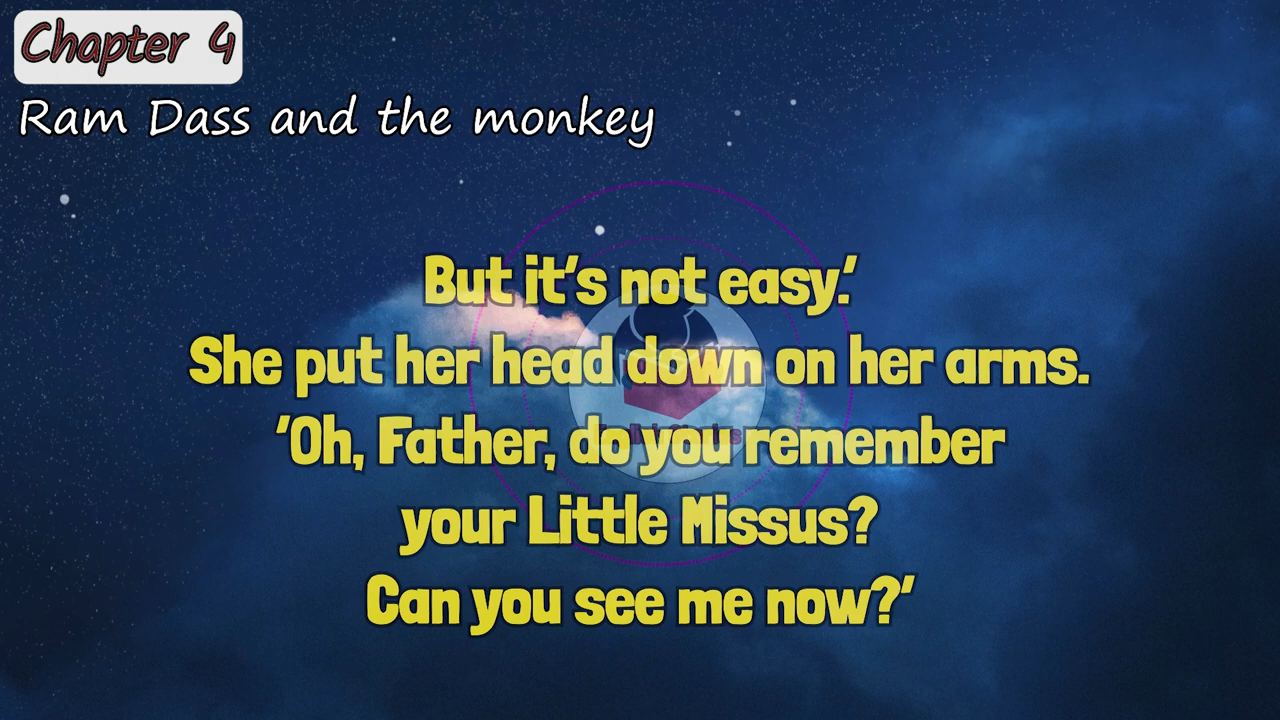 Chapter 4
Ram Dass and the monkey
But it's not easy.'
She put her head down on her arms.
'Oh, Father, do you remember
your Little Missus?
Can you see me now?'